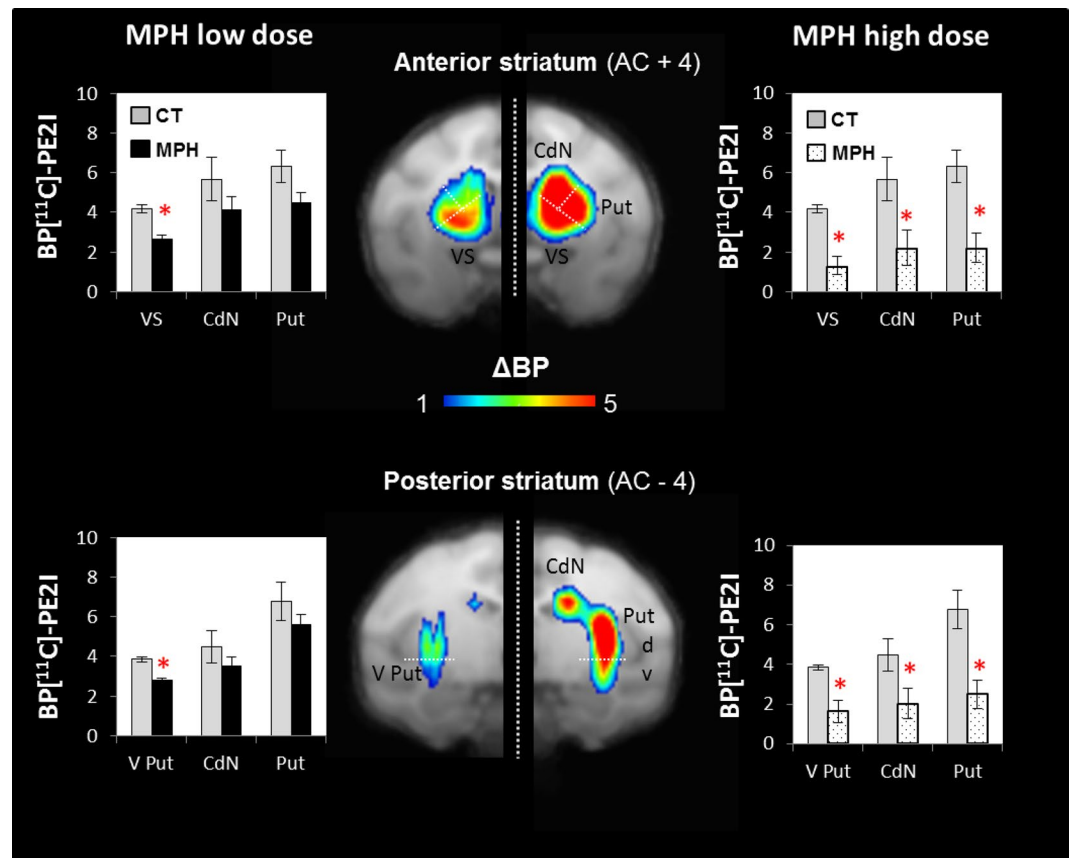 MPH low dose
MPH high dose
Anterior striatum (AC + 4)
BP[¹¹C]-PE2I
10
8
6
4
2
0
CT
MPH
*
VS
CdN
Put
CdN
Put
VS
VS
BP[¹¹C]-PE2I
10
8
6
4
2
0
CT
MPH
*
*
*
VS
CdN
Put
ΔBP
1
5
Posterior striatum (AC - 4)
BP[¹¹C]-PE2I
10
8
6
4
2
0
*
V Put
CdN
Put
V Put
CdN
Put
d
v
BP[¹¹C]-PE2I
10
8
6
4
2
0
*
*
*
V Put
CdN
Put